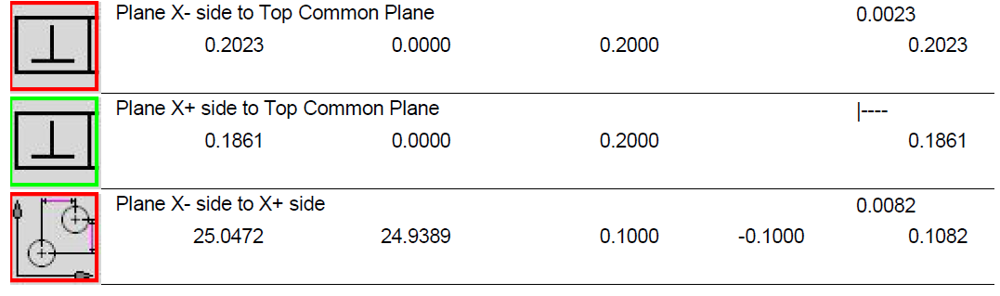 Plane X- side to Top Common Plane 0.0023
0.2023 0.0000 0.2000 0.2023
Plane X+ side to Top Common Plane |----
0.1861 0.0000 0.2000 0.1861
Plane X- side to X+ side 0.0082
25.0472 24.9389 0.1000 -0.1000 0.1082